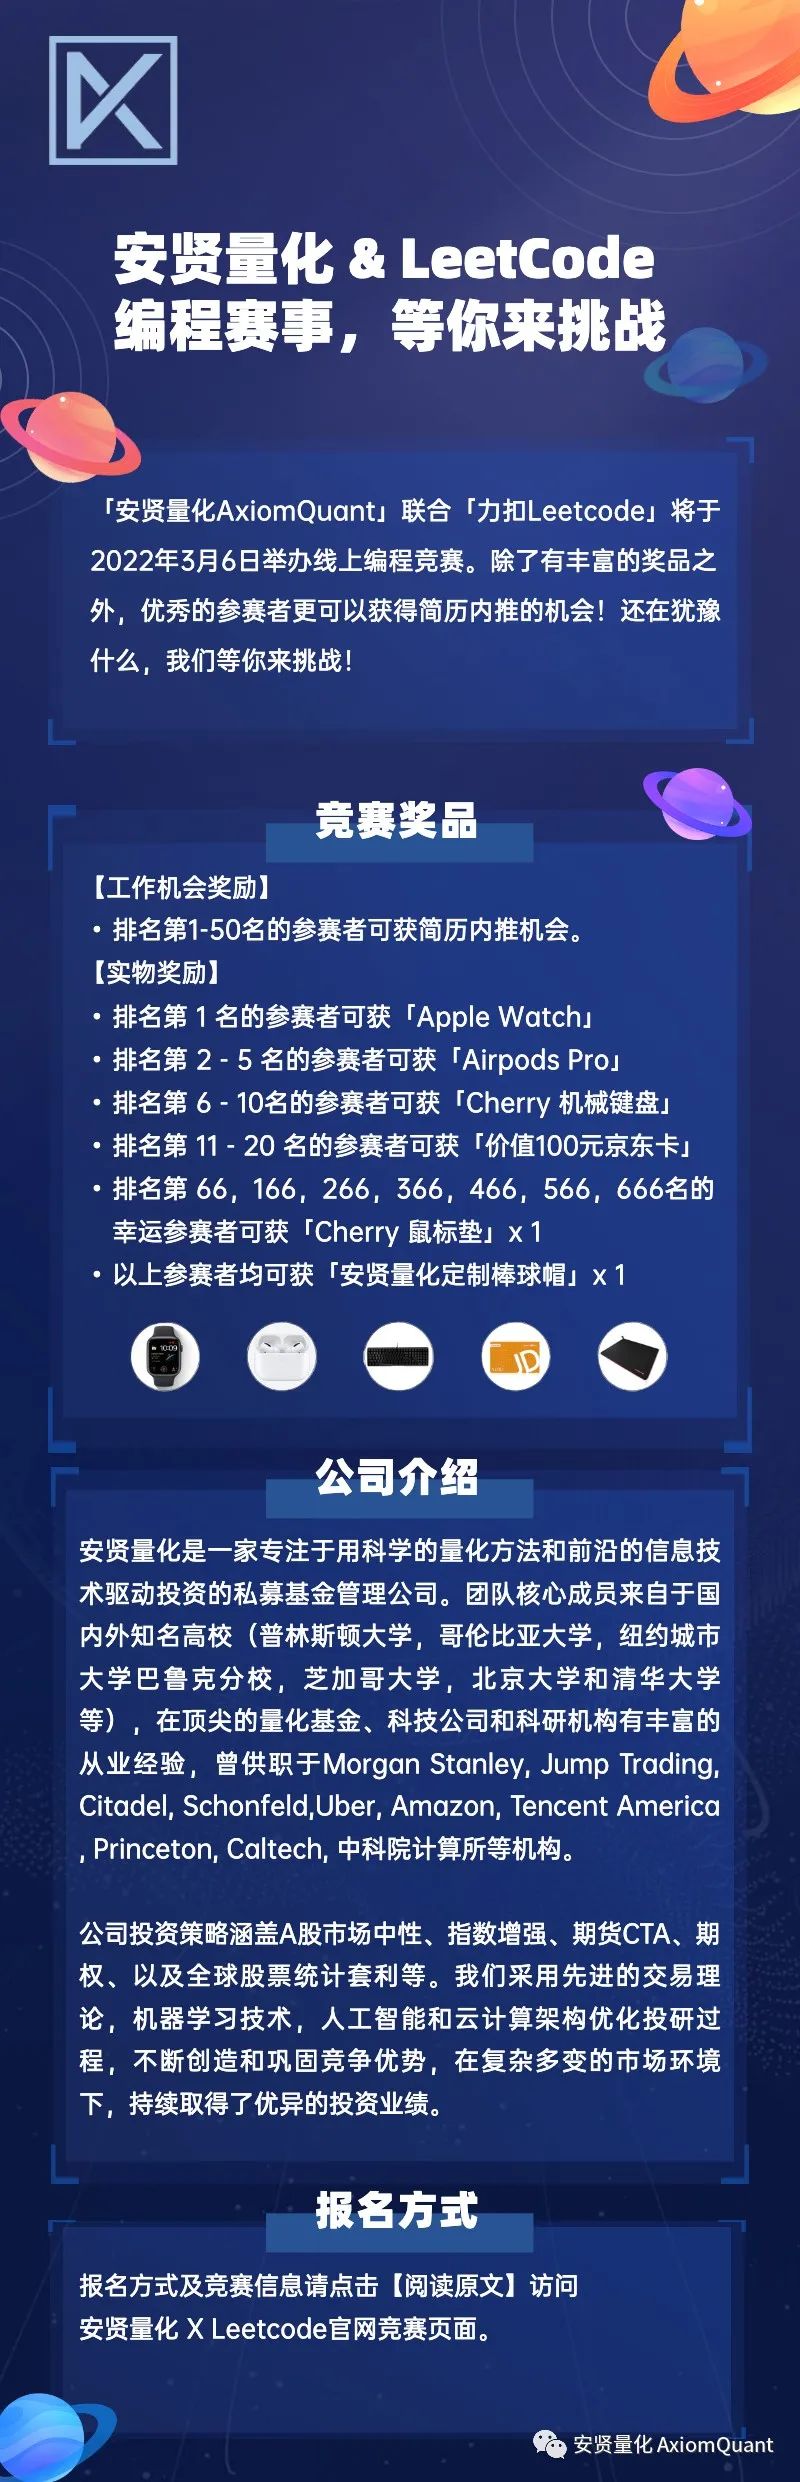 安贤量化 & LeetCode
编程赛事，等你来挑战
「安贤量化AxiomQuant」联合「力扣Leetcode」将于
2022年3月6日举办线上编程竞赛。除了有丰富的奖品之
外，优秀的参赛者更可以获得简历内推的机会！还在犹豫
什么，我们等你来挑战！
竞赛奖品
【工作机会奖励】
• 排名第1-50名的参赛者可获简历内推机会。
【实物奖励】
• 排名第 1 名的参赛者可获「Apple Watch」
• 排名第 2 - 5 名的参赛者可获「Airpods Pro」
• 排名第 6 - 10名的参赛者可获「Cherry 机械键盘」
• 排名第 11 - 20 名的参赛者可获「价值100元京东卡」
• 排名第 66，166，266，366，466，566，666名的
幸运参赛者可获「Cherry 鼠标垫」x 1
• 以上参赛者均可获「安贤量化定制棒球帽」x 1
10:09
JD
公司介绍
安贤量化是一家专注于用科学的量化方法和前沿的信息技
术驱动投资的私募基金管理公司。团队核心成员来自于国
内外知名高校（普林斯顿大学，哥伦比亚大学，纽约城市
大学巴鲁克分校，芝加哥大学，北京大学和清华大学
等），在顶尖的量化基金、科技公司和科研机构有丰富的
从业经验，曾供职于Morgan Stanley, Jump Trading,
Citadel, Schonfeld,Uber, Amazon, Tencent America
, Princeton, Caltech, 中科院计算所等机构。
公司投资策略涵盖A股市场中性、指数增强、期货CTA、期
权、以及全球股票统计套利等。我们采用先进的交易理
论，机器学习技术，人工智能和云计算架构优化投研过
程，不断创造和巩固竞争优势，在复杂多变的市场环境
下，持续取得了优异的投资业绩。
报名方式
报名方式及竞赛信息请点击【阅读原文】访问
安贤量化 X Leetcode官网竞赛页面。
安贤量化 AxiomQuant